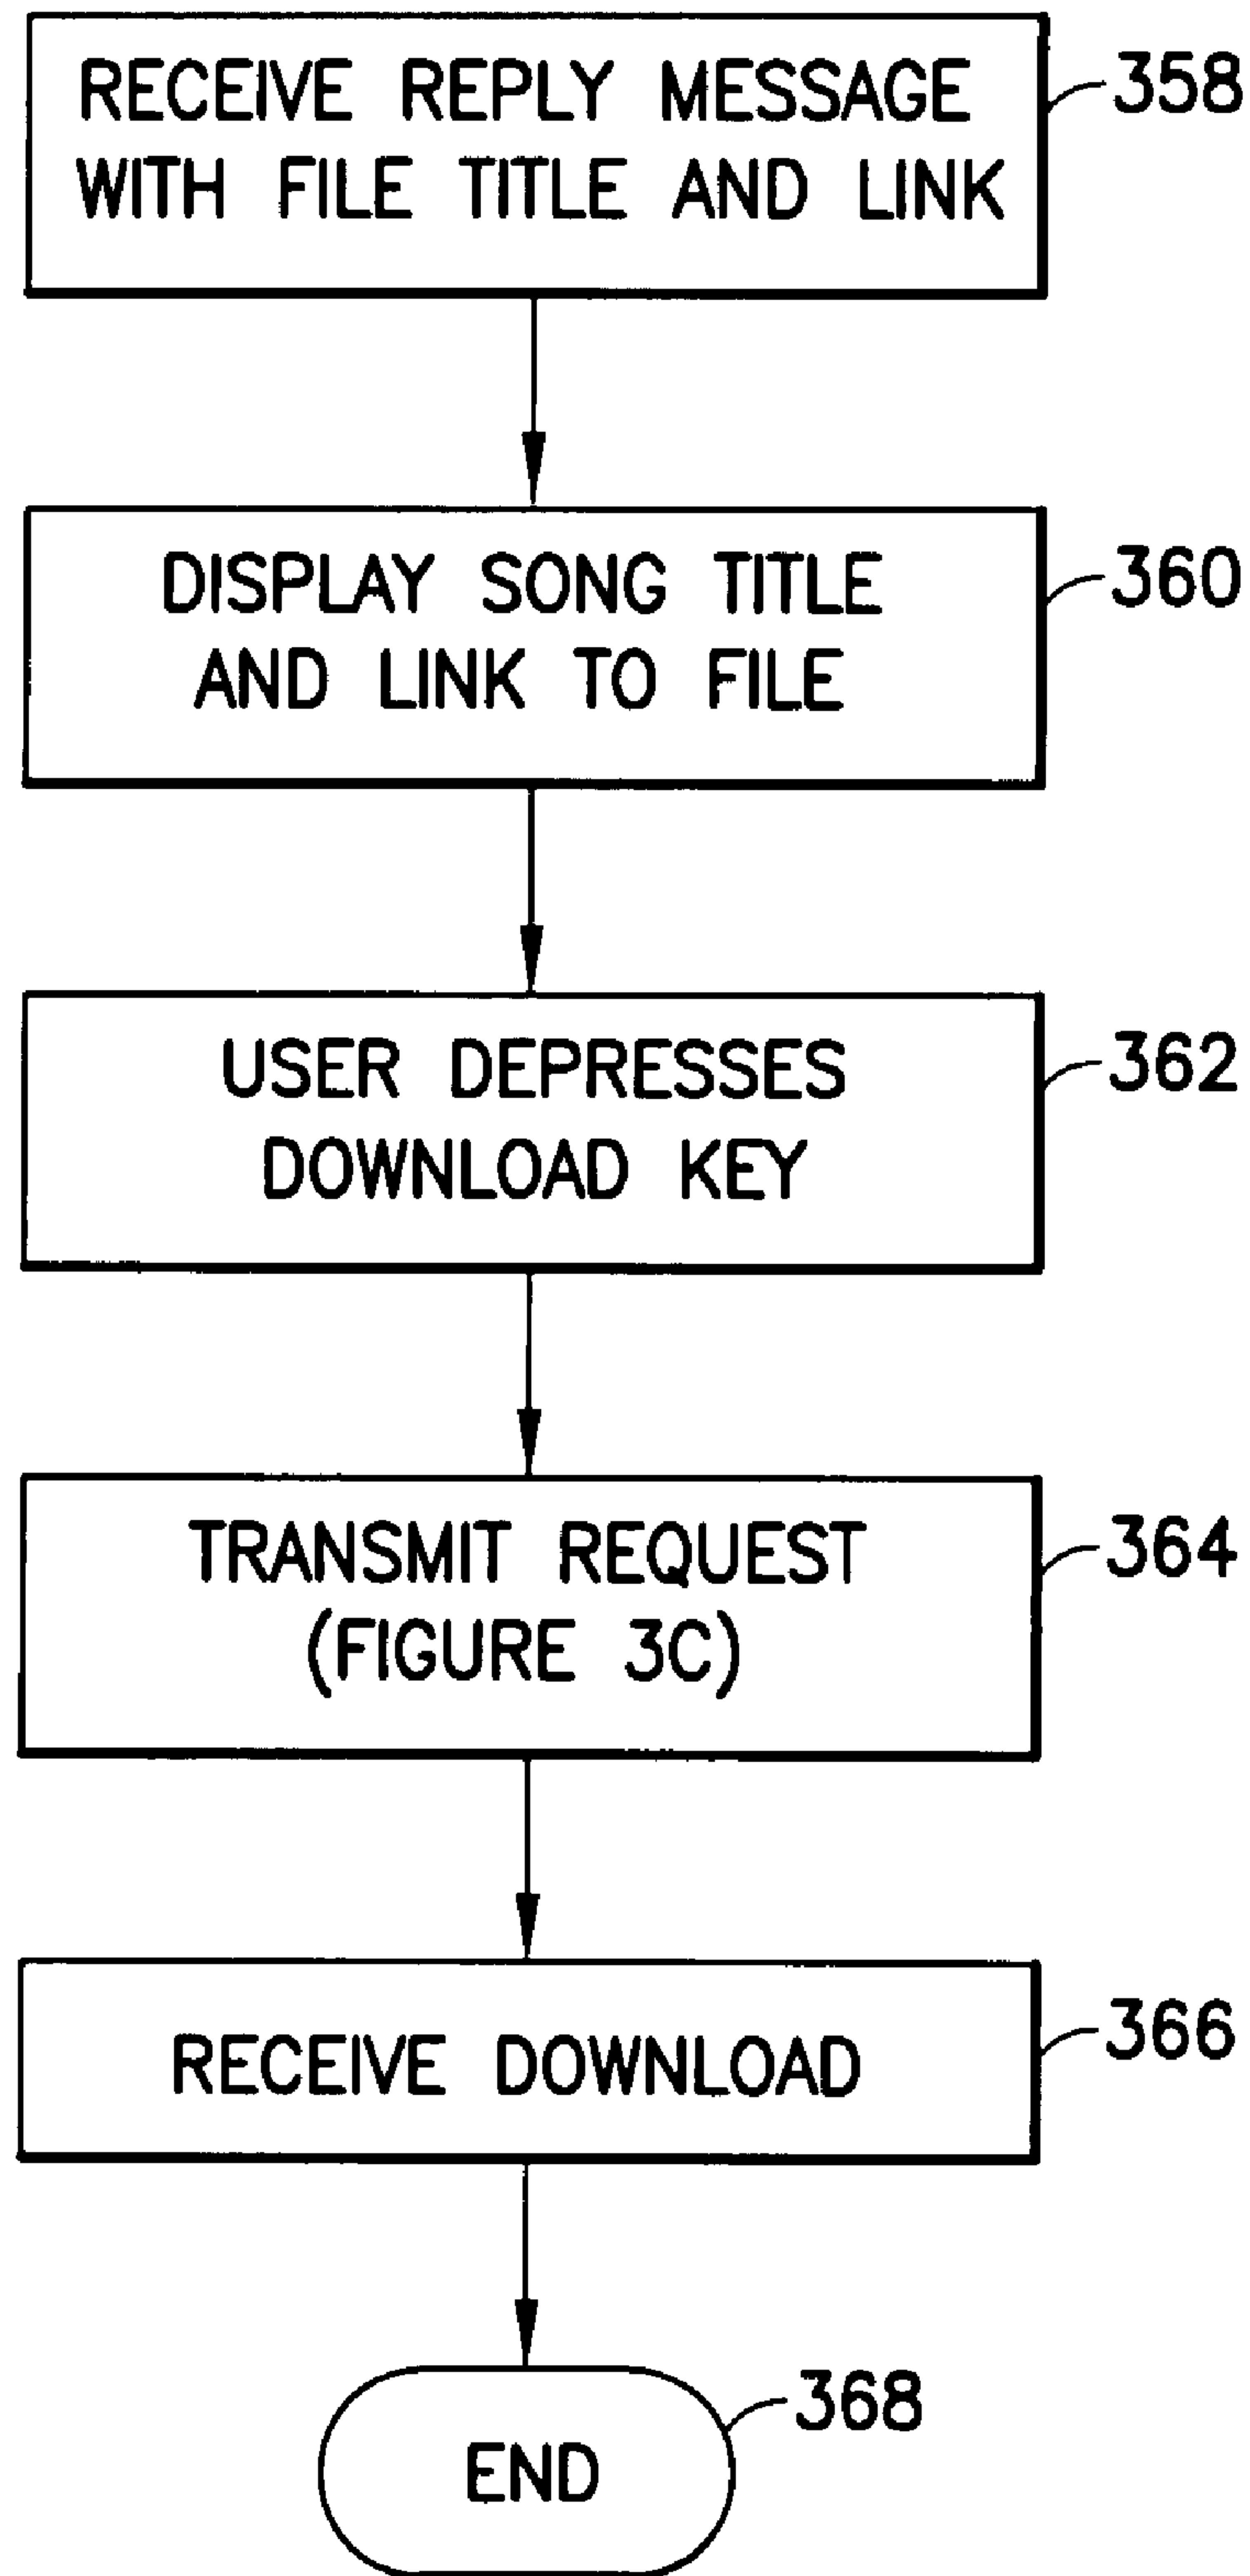 RECEIVE REPLY MESSAGE
WITH FILE TITLE AND LINK
358
DISPLAY SONG TITLE
AND LINK TO FILE
360
USER DEPRESSES
DOWNLOAD KEY
362
TRANSMIT REQUEST
(FIGURE 3C)
364
RECEIVE DOWNLOAD
366
END
368